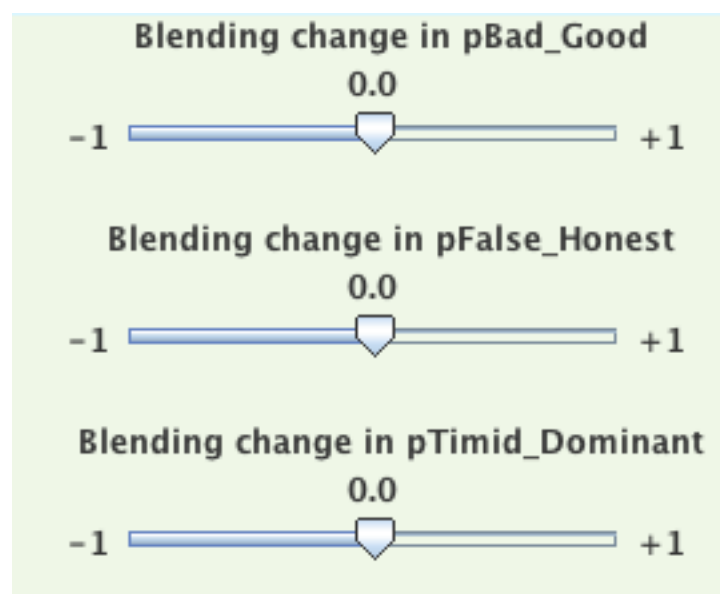 Blending change in pBad_Good
0.0
-1 +1
Blending change in pFalse_Honest
0.0
-1 +1
Blending change in pTimid_Dominant
0.0
-1 +1